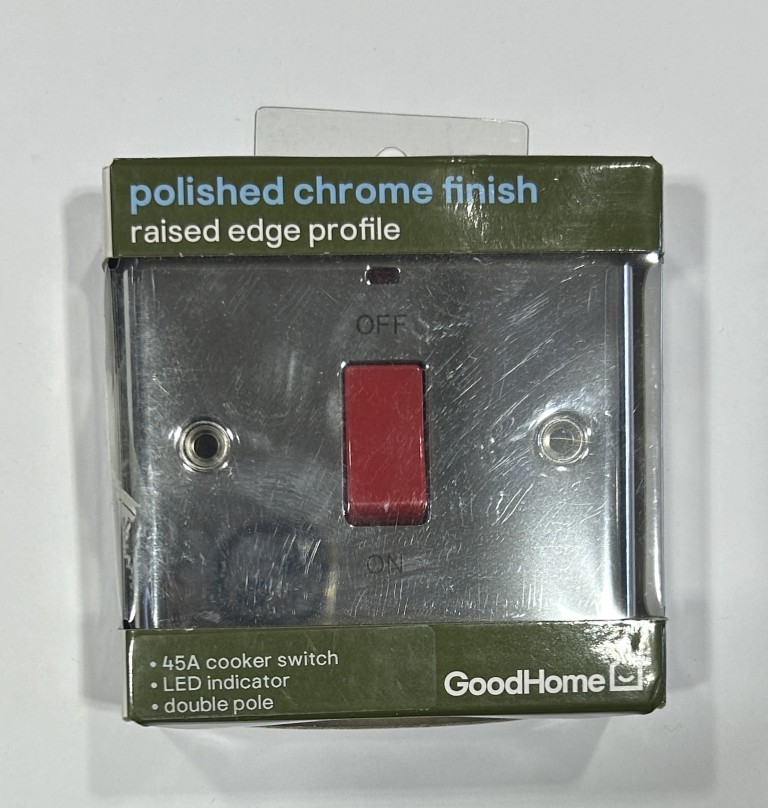 polished chrome finish
raised edge profile
OFF
ON
• 45A cooker switch
• LED indicator
• double pole
GoodHome